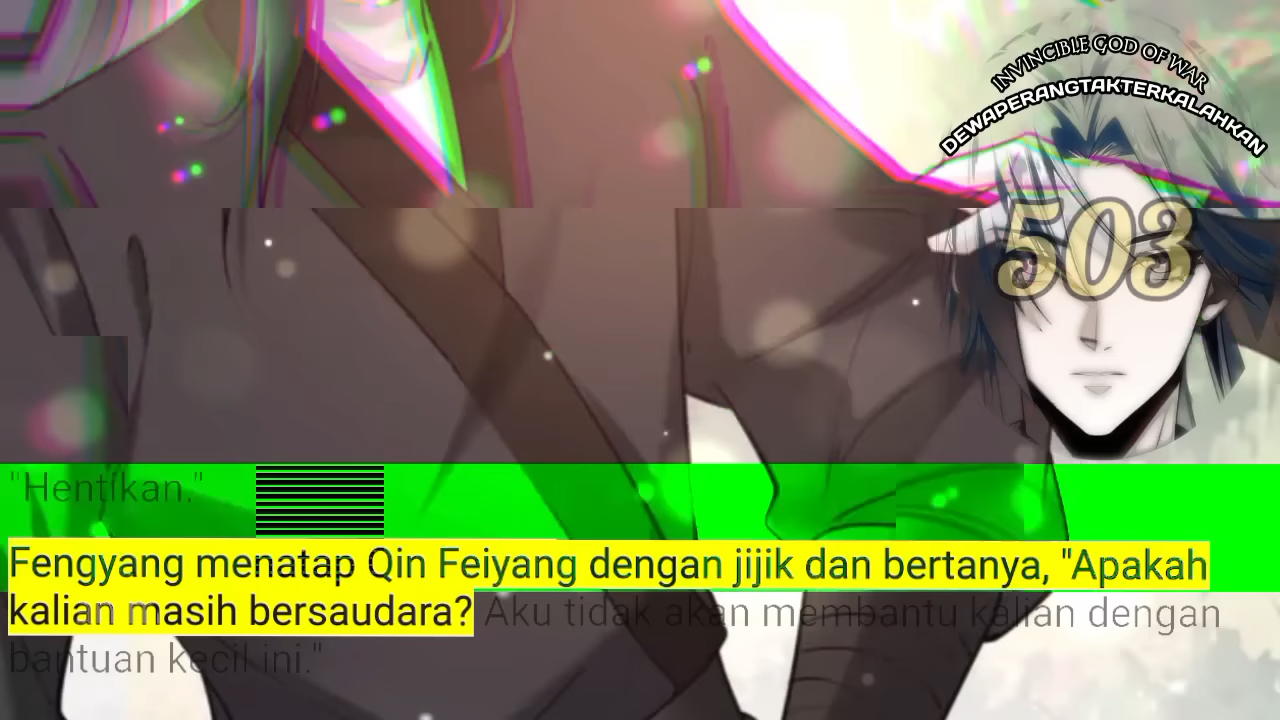 INVINCIBLE GOD OF WAR
DEWAPERANGTAKTERKALAHKAN
503
"Hentikan."
Fengyang menatap Qin Feiyang dengan jijik dan bertanya, "Apakah
kalian masih bersaudara? Aku tidak akan membantu kalian dengan
bantuan kecil ini."